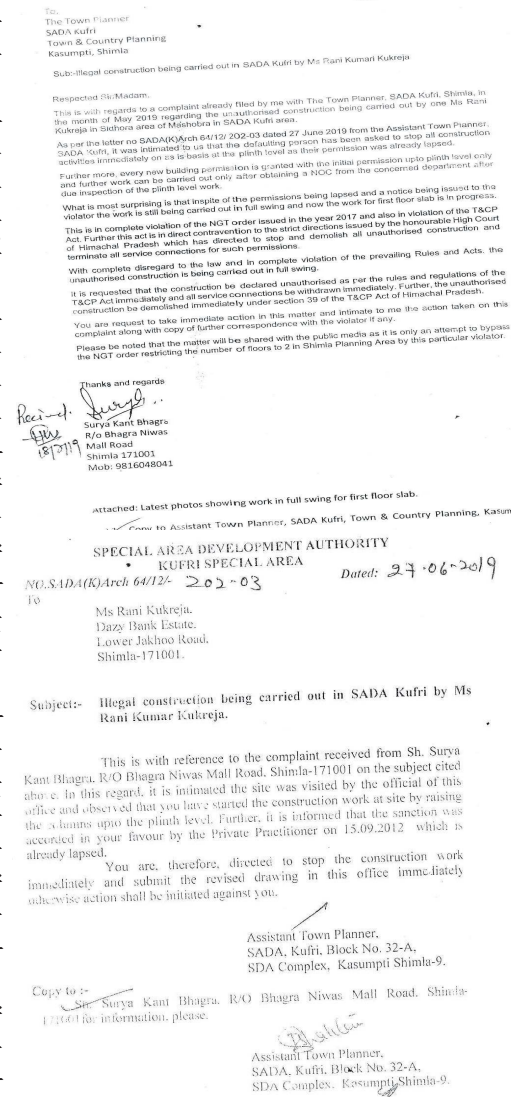 To,
The Town Planner
SADA Kufri
Town & Country Planning
Kasumpti, Shimla
Sub:-Illegal construction being carried out in SADA Kufri by Ms Rani Kumari Kukreja
Respected Sir/Madam,
This is with regards to a complaint already filed by me with The Town Planner, SADA Kufri, Shimla, in
the month of May 2019 regarding the unauthorised construction being carried out by one Ms Rani
Kukreja in Sidhora area of Mashobra in SADA Kufri area.
As per the letter no SADA(K)Arch 64/12/ 202-03 dated 27 June 2019 from the Assistant Town Planner,
SADA Kufri, it was intimated to us that the defaulting person has been asked to stop all construction
activities immediately on as is basis at the plinth level as their permission was already lapsed.
Further more, every new building permission is granted with the initial permission upto plinth level only
and further work can be carried out only after obtaining a NOC from the concerned department after
due inspection of the plinth level work.
What is most surprising is that inspite of the permissions being lapsed and a notice being issued to the
violator the work is still being carried out in full swing and now the work for first floor slab is in progress.
This is in complete violation of the NGT order issued in the year 2017 and also in violation of the T&CP
Act. Further this act is in direct contravention to the strict directions issued by the honourable High Court
of Himachal Pradesh which has directed to stop and demolish all unauthorised construction and
terminate all service connections for such permissions.
With complete disregard to the law and in complete violation of the prevailing Rules and Acts, the
unauthorised construction is being carried out in full swing.
It is requested that the construction be declared unauthorised as per the rules and regulations of the
T&CP Act immediately and all service connections be withdrawn immediately. Further, the unauthorised
construction be demolished immediately under section 39 of the T&CP Act of Himachal Pradesh.
You are request to take immediate action in this matter and intimate to me the action taken on this
complaint along with copy of further correspondence with the violator if any.
Please be noted that the matter will be shared with the public media as it is only an attempt to bypass
the NGT order restricting the number of floors to 2 in Shimla Planning Area by this particular violator.
Thanks and regards
Surya Kant Bhagra
R/o Bhagra Niwas
Mall Road
Shimla 171001
Mob: 9816048041
18/7/19
Attached: Latest photos showing work in full swing for first floor slab.
Copy to Assistant Town Planner, SADA Kufri, Town & Country Planning, Kasum
SPECIAL AREA DEVELOPMENT AUTHORITY
KUFRI SPECIAL AREA
NO.SADA(K)Arch 64/12/- 202-03 Dated: 27-06-2019
To
Ms Rani Kukreja,
Dazy Bank Estate,
Lower Jakhoo Road,
Shimla-171001.
Subject:- Illegal construction being carried out in SADA Kufri by Ms
Rani Kumar Kukreja.
This is with reference to the complaint received from Sh. Surya
Kant Bhagra, R/O Bhagra Niwas Mall Road, Shimla-171001 on the subject cited
above. In this regard, it is intimated the site was visited by the official of this
office and observed that you have started the construction work at site by raising
the columns upto the plinth level. Further, it is informed that the sanction was
accorded in your favour by the Private Practitioner on 15.09.2012 which is
already lapsed.
You are, therefore, directed to stop the construction work
immediately and submit the revised drawing in this office immediately
otherwise action shall be initiated against you.
Assistant Town Planner,
SADA, Kufri, Block No. 32-A,
SDA Complex, Kasumpti Shimla-9.
Copy to :-
Sh. Surya Kant Bhagra, R/O Bhagra Niwas Mall Road, Shimla-
171001 for information, please.
Assistant Town Planner,
SADA, Kufri, Block No. 32-A,
SDA Complex, Kasumpti Shimla-9.